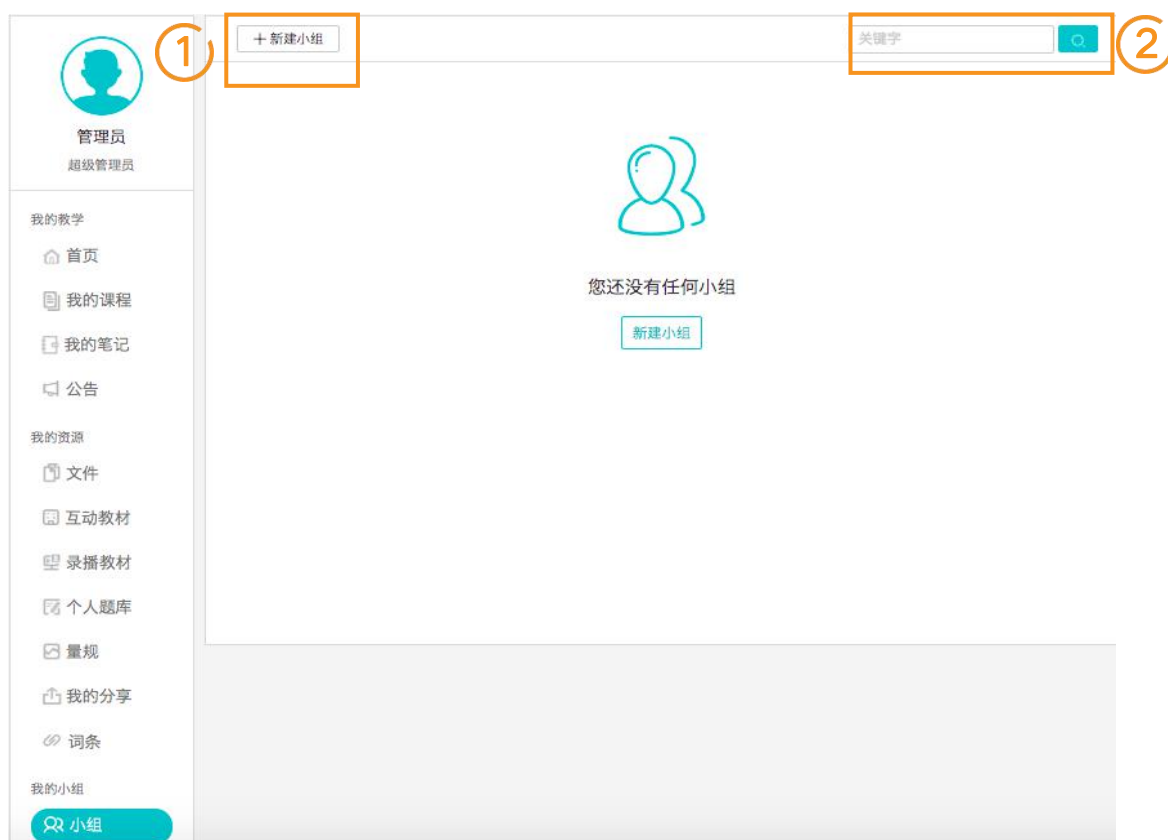 ①
＋新建小组
关键字
②
管理员
超级管理员
我的教学
首页
我的课程
我的笔记
公告
我的资源
文件
互动教材
录播教材
个人题库
量规
我的分享
词条
我的小组
小组
您还没有任何小组
新建小组